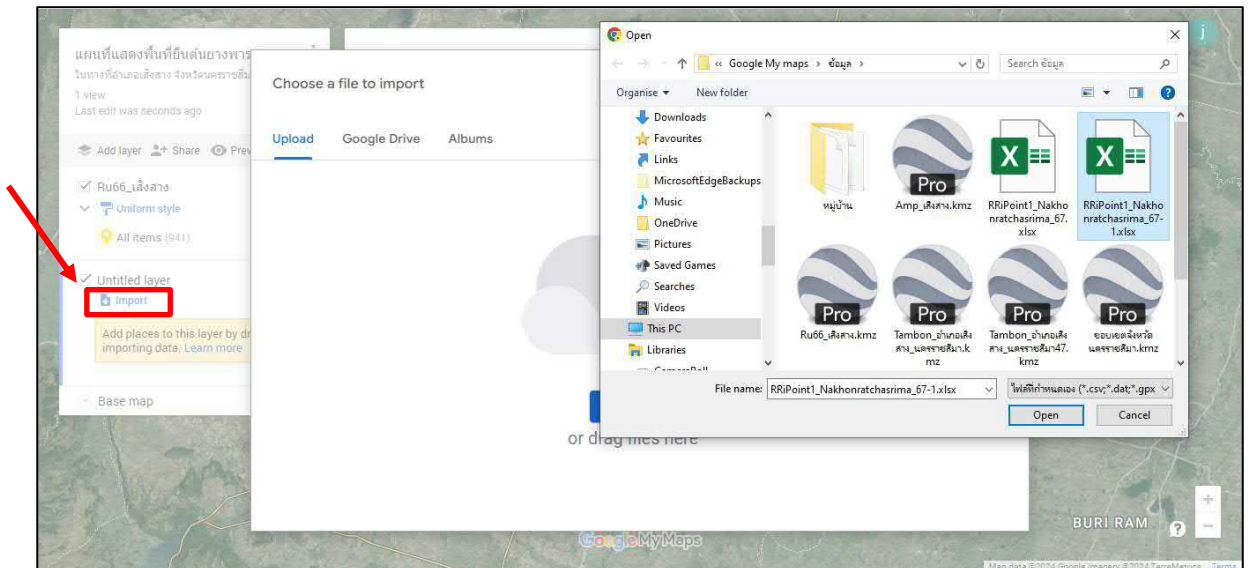 แผนที่แสดงพื้นที่ยืนต้นยางพาร
ในทางที่อำเภอเสิงสาง จังหวัดนครราชสีม
1 view
Last edit was seconds ago
Add layer
Share
Prev
Ru66_เสิงสาง
Uniform style
All items (941)
Untitled layer
Import
Add places to this layer by dr
importing data. Learn more
Base map
Choose a file to import
Upload
Google Drive
Albums
or drag files here
Open
« Google My maps › ข้อมูล ›
Search ข้อมูล
Organise
New folder
Downloads
Favourites
Links
MicrosoftEdgeBackups
Music
OneDrive
Pictures
Saved Games
Searches
Videos
This PC
Libraries
CameraRoll
หมู่บ้าน
Pro
Amp_เสิงสาง.kmz
X
RRiPoint1_Nakho
nratchasrima_67.
xlsx
X
RRiPoint1_Nakho
nratchasrima_67-
1.xlsx
Pro
Ru66_เสิงสาง.kmz
Pro
Tambon_อำเภอเสิง
สาง_นครราชสีมา.k
mz
Pro
Tambon_อำเภอเสิง
สาง_นครราชสีมา47.
kmz
Pro
ขอบเขตจังหวัด
นครราชสีมา.kmz
File name:
RRiPoint1_Nakhonratchasrima_67-1.xlsx
ไฟล์ที่กำหนดเอง (*.csv;*.dat;*.gpx
Open
Cancel
j
BURI RAM
Google My Maps
Map data ©2024 Google Imagery ©2024 TerraMetrics
Terms